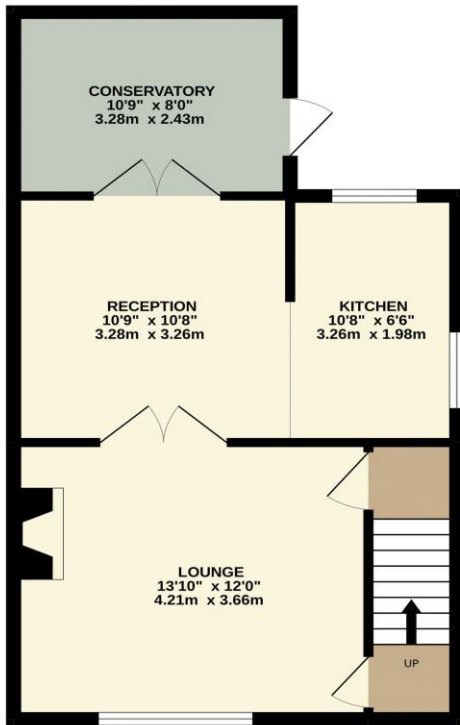 CONSERVATORY
10'9" x 8'0"
3.28m x 2.43m
RECEPTION
10'9" x 10'8"
3.28m x 3.26m
KITCHEN
10'8" x 6'6"
3.26m x 1.98m
LOUNGE
13'10" x 12'0"
4.21m x 3.66m
UP